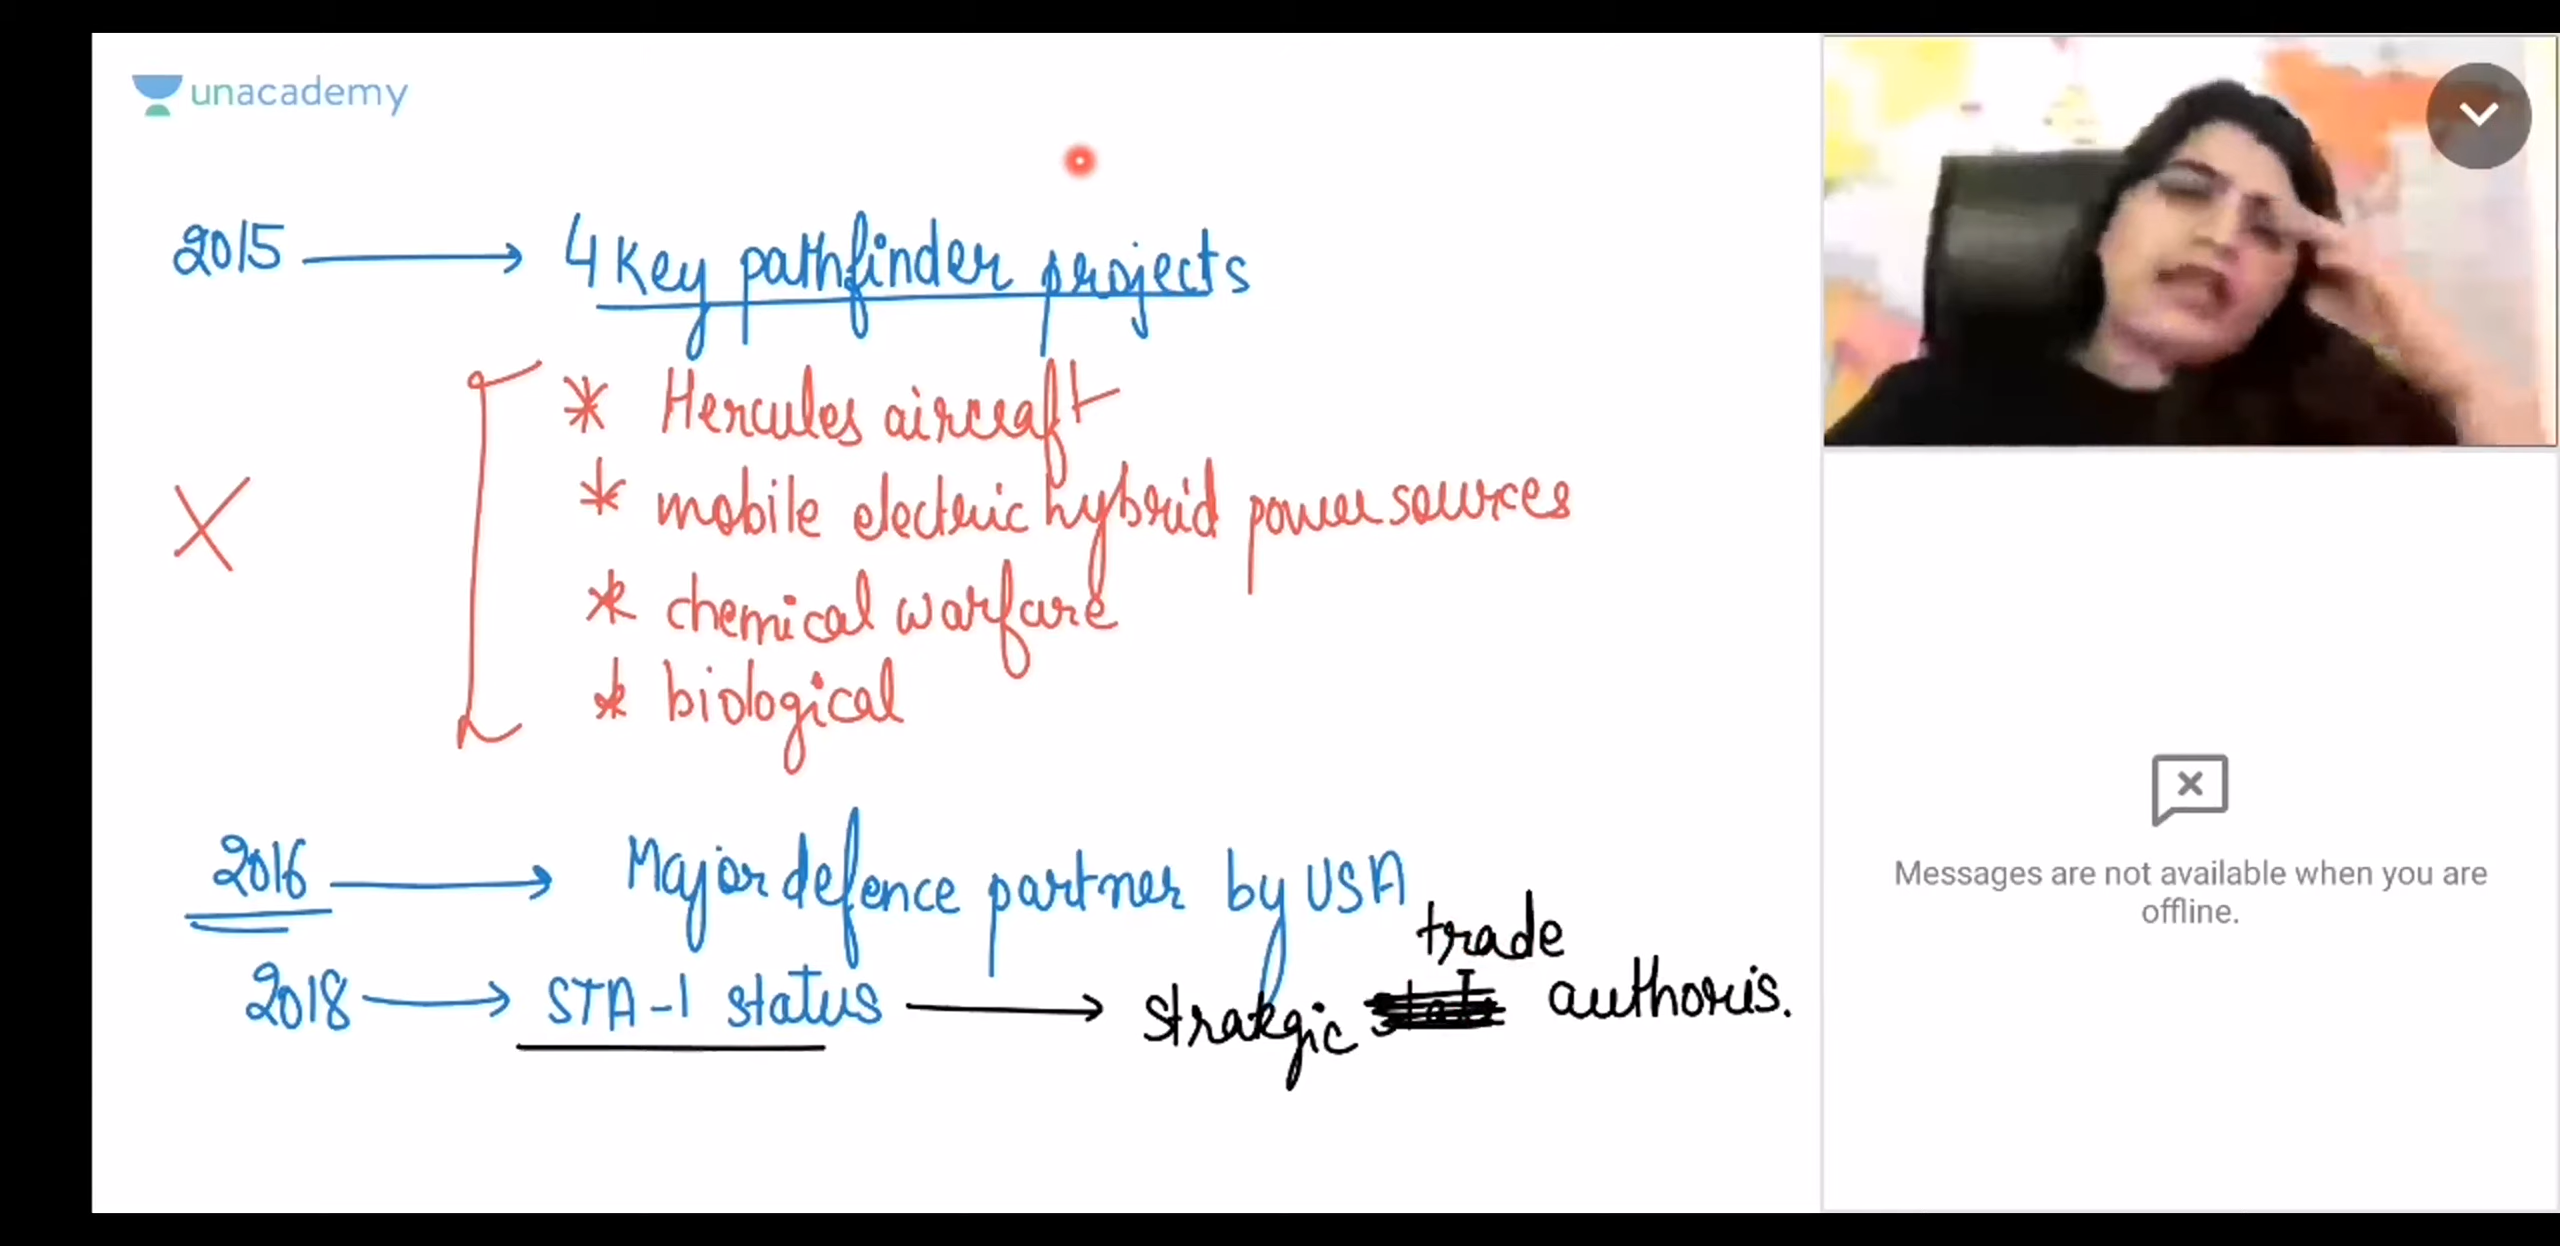 unacademy
2015 → 4 Key pathfinder projects
* Hercules aircraft
* mobile electric hybrid power sources
* chemical warfare
* biological
2016 → Major defence partner by USA
trade
2018 → STA-1 status → strategic authoris.
Messages are not available when you are
offline.